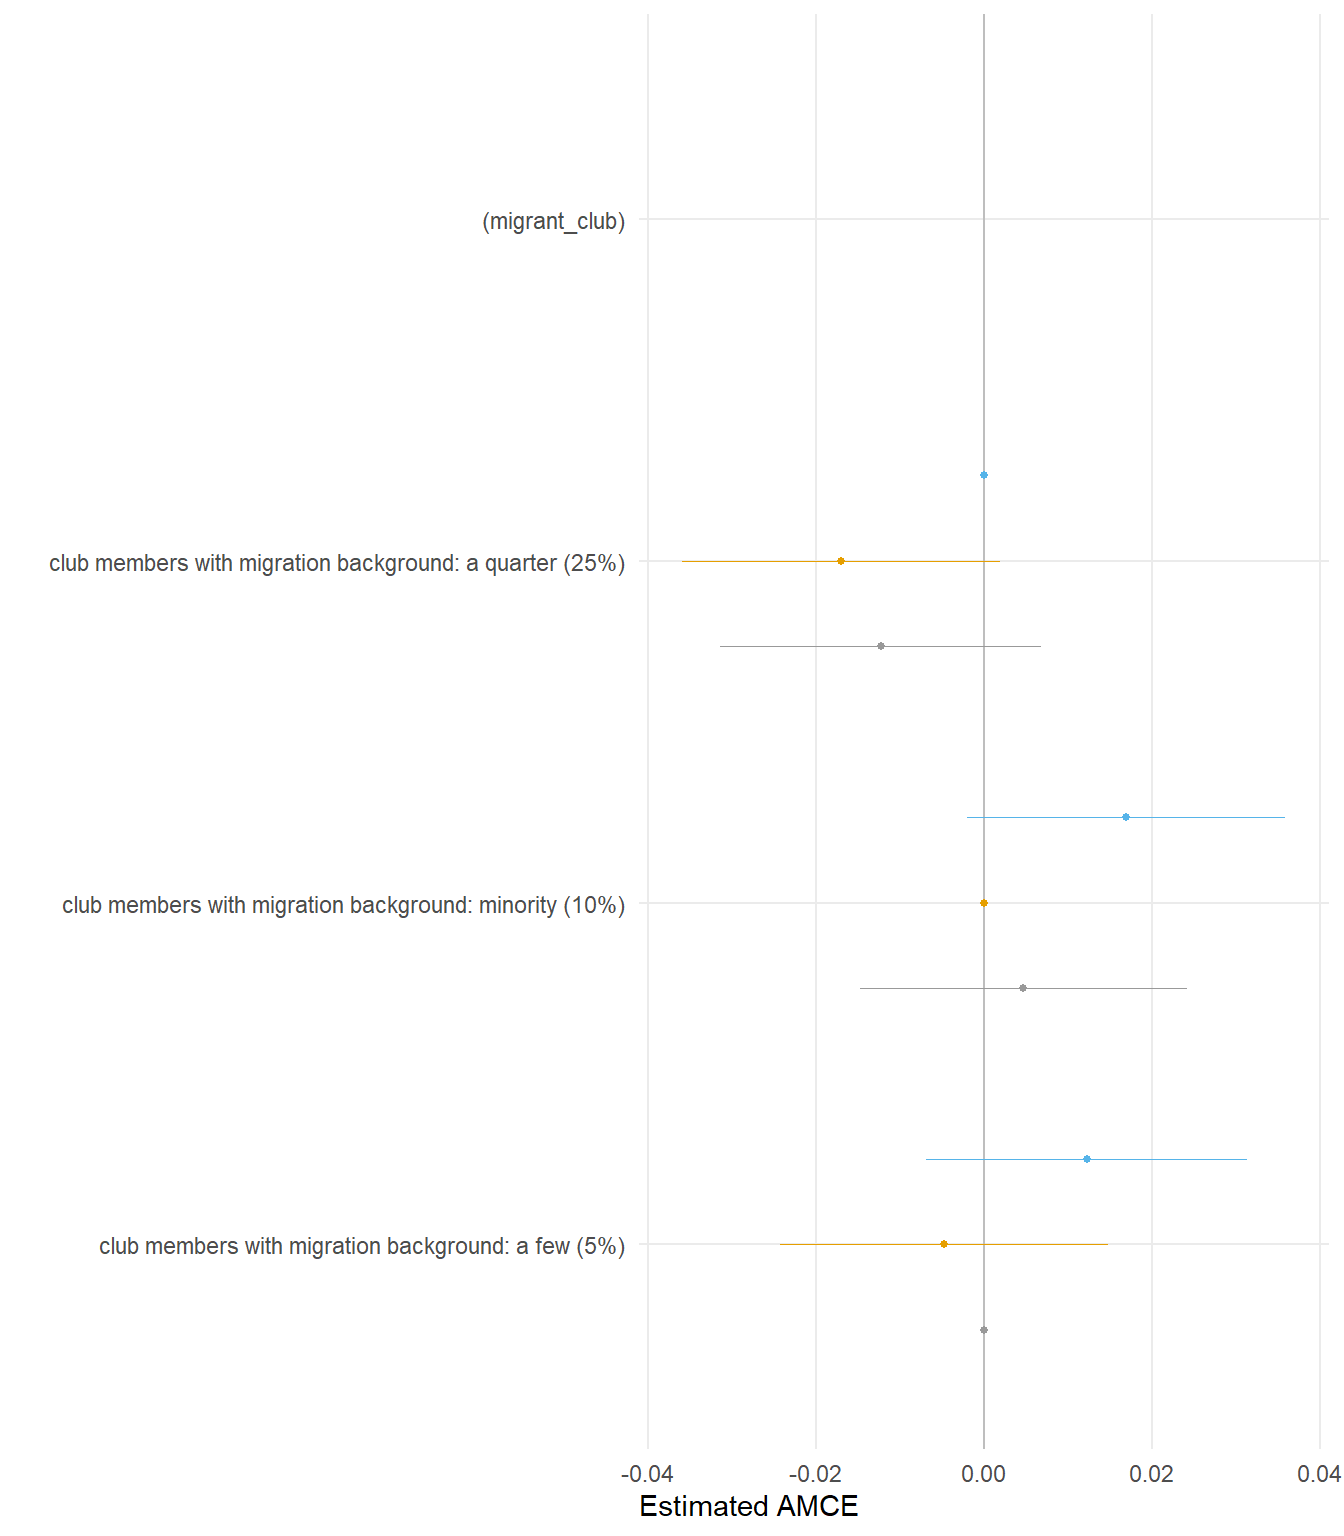 (migrant_club)
club members with migration background: a quarter (25%)
club members with migration background: minority (10%)
club members with migration background: a few (5%)
-0.04 -0.02 0.00 0.02 0.04
Estimated AMCE